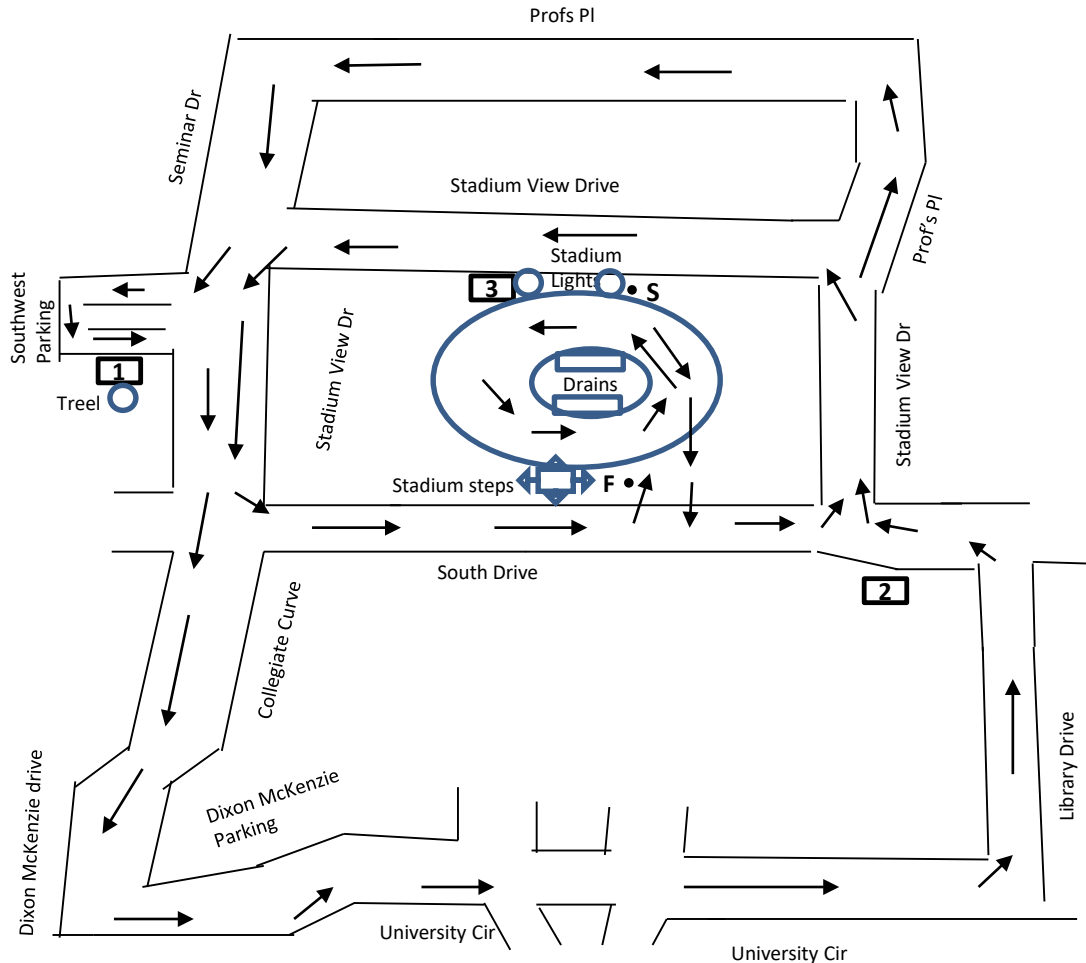 Profs Pl
Seminar Dr
Stadium View Drive
Prof's Pl
Stadium
Lights
3
S
Southwest
Parking
1
Treel
Stadium View Dr
Drains
Stadium View Dr
Stadium steps
F
South Drive
2
Collegiate Curve
Library Drive
Dixon McKenzie drive
Dixon McKenzie
Parking
University Cir
University Cir